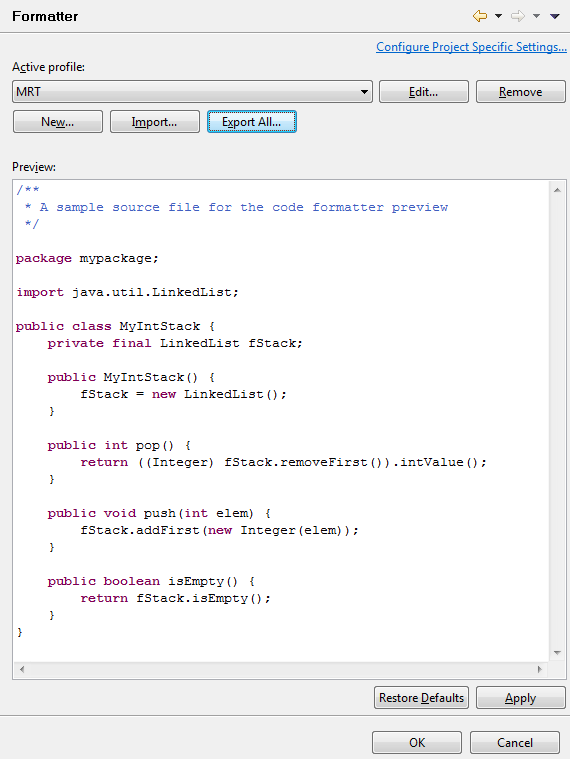 Formatter
Configure Project Specific Settings...
Active profile:
MRT
Edit...
Remove
New...
Import...
Export All...
Preview:
/**
 * A sample source file for the code formatter preview
 */
package mypackage;
import java.util.LinkedList;
public class MyIntStack {
    private final LinkedList fStack;
    public MyIntStack() {
        fStack = new LinkedList();
    }
    public int pop() {
        return ((Integer) fStack.removeFirst()).intValue();
    }
    public void push(int elem) {
        fStack.addFirst(new Integer(elem));
    }
    public boolean isEmpty() {
        return fStack.isEmpty();
    }
}
Restore Defaults
Apply
OK
Cancel